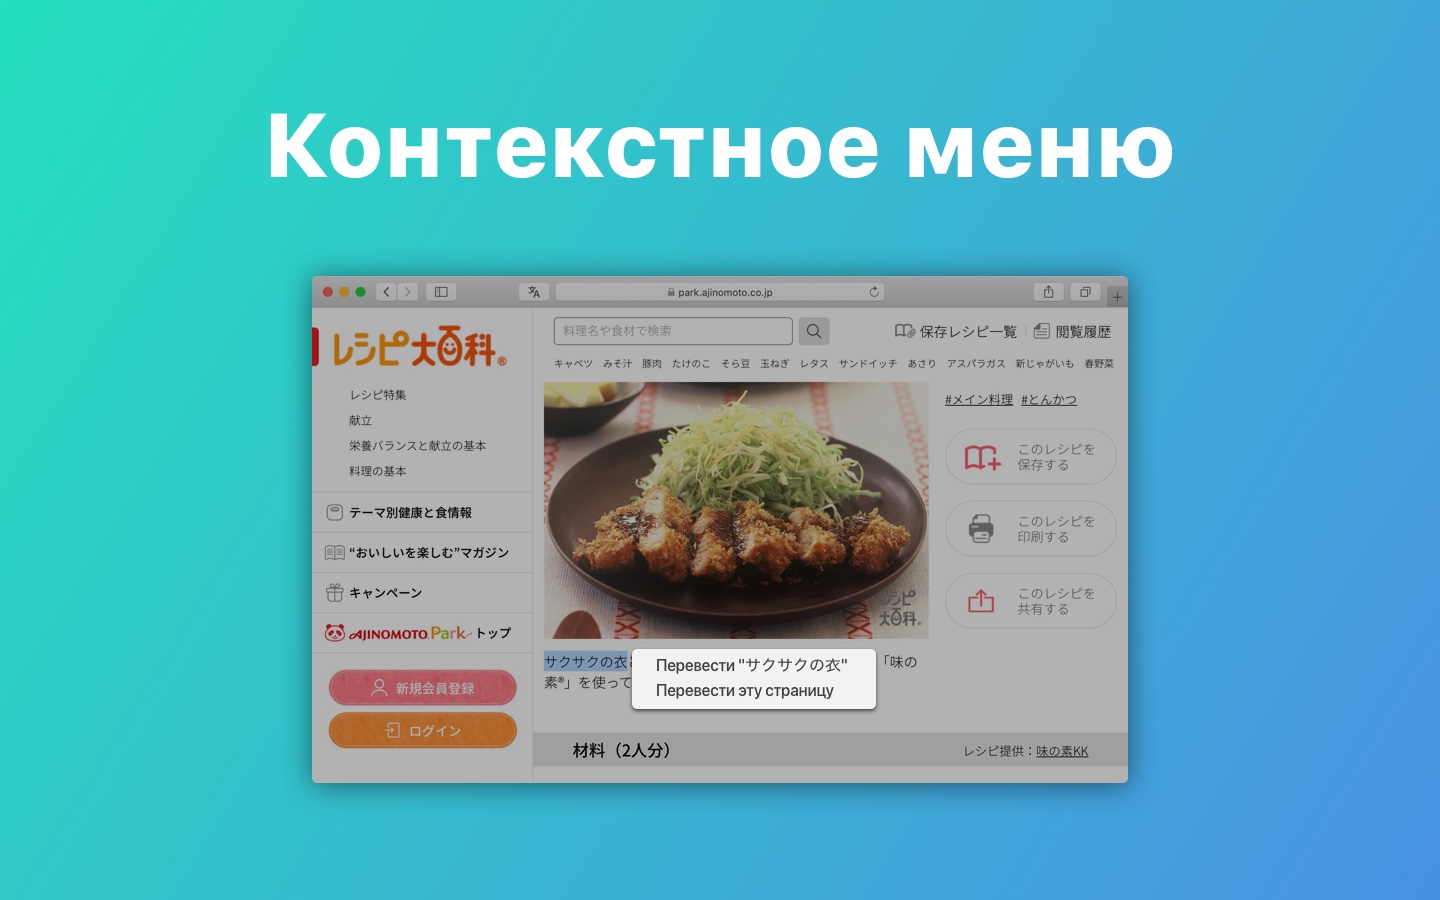 Контекстное меню
park.ajinomoto.co.jp
レシピ大百科®
料理名や食材で検索
保存レシピ一覧
閲覧履歴
キャベツ みそ汁 豚肉 たけのこ そら豆 玉ねぎ レタス サンドイッチ あさり アスパラガス 新じゃがいも 春野菜
レシピ特集
献立
栄養バランスと献立の基本
料理の基本
テーマ別健康と食情報
“おいしいを楽しむ”マガジン
キャンペーン
AJINOMOTO Park トップ
新規会員登録
ログイン
レシピ
大百科®
#メイン料理 #とんかつ
このレシピを
保存する
このレシピを
印刷する
このレシピを
共有する
サクサクの衣
「味の
素®」を使って
Перевести "サクサクの衣"
Перевести эту страницу
材料（2人分）
レシピ提供：味の素KK